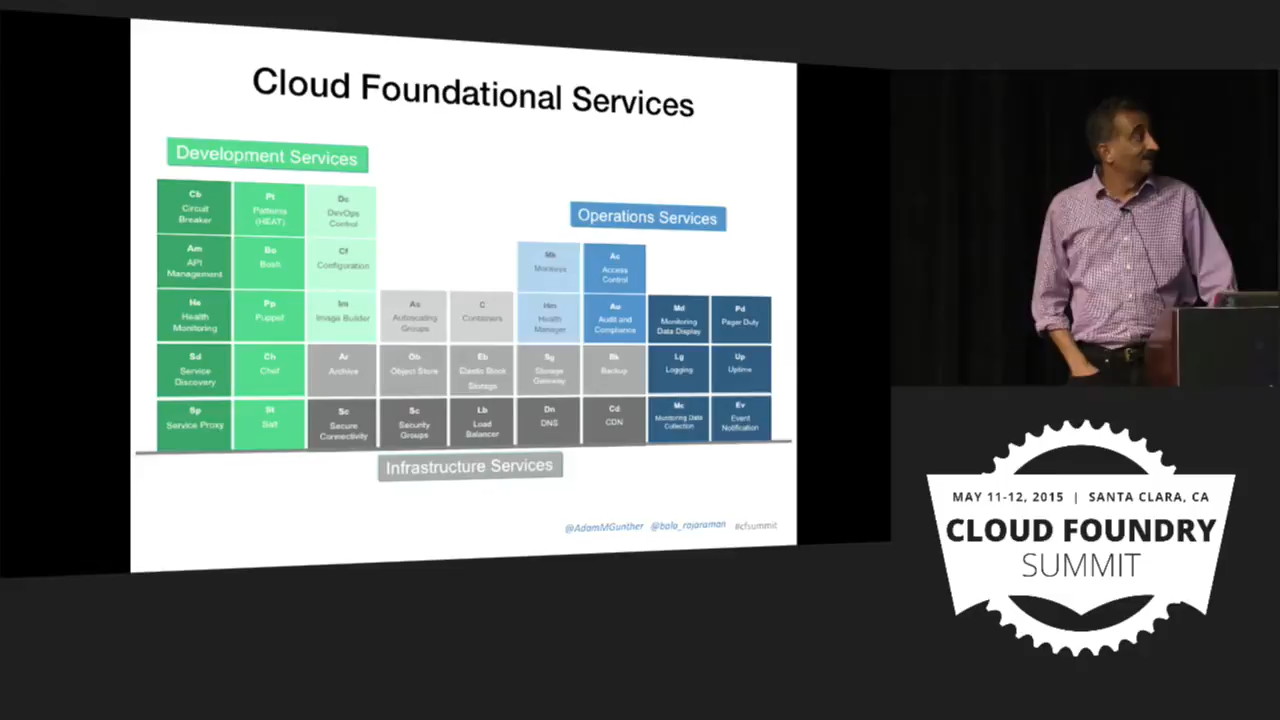 Cloud Foundational Services
Development Services
Operations Services
Cb
Circuit
Breaker
Pt
Patterns
(HEAT)
Dc
DevOps
Control
Am
API
Management
Bo
Bosh
Cf
Configuration
Ac
Access
Control
He
Health
Monitoring
Pp
Puppet
Im
Image Builder
As
Autoscaling
Groups
C
Containers
Hm
Health
Manager
Au
Audit and
Compliance
Md
Monitoring
Data Display
Pd
Pager Duty
Sd
Service
Discovery
Ch
Chef
Ar
Archive
Ob
Object Store
Eb
Elastic Block
Storage
Sg
Storage
Gateway
Bk
Backup
Lg
Logging
Up
Uptime
Sp
Service Proxy
St
Salt
Sc
Secure
Connectivity
Sc
Security
Groups
Lb
Load
Balancer
Dn
DNS
Cd
CDN
Mc
Monitoring Data
Collection
Ev
Event
Notification
Infrastructure Services
@AdamMGunther @bala_rajaraman #cfsummit
MAY 11-12, 2015 | SANTA CLARA, CA
CLOUD FOUNDRY
SUMMIT